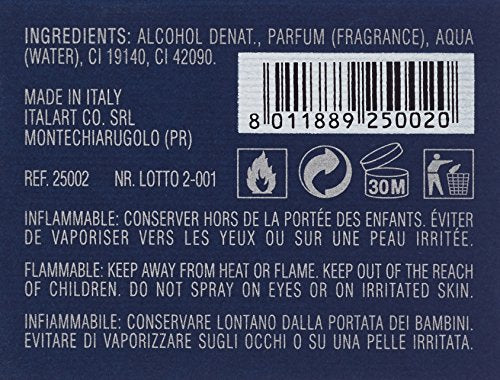 INGREDIENTS: ALCOHOL DENAT., PARFUM (FRAGRANCE), AQUA
(WATER), CI 19140, CI 42090.
MADE IN ITALY
ITALART CO. SRL
MONTECHIARUGOLO (PR)
8 011889 250020
REF. 25002 NR. LOTTO 2-001
30M
INFLAMMABLE: CONSERVER HORS DE LA PORTÉE DES ENFANTS. ÉVITER
DE VAPORISER VERS LES YEUX OU SUR UNE PEAU IRRITÉE.
FLAMMABLE: KEEP AWAY FROM HEAT OR FLAME. KEEP OUT OF THE REACH
OF CHILDREN. DO NOT SPRAY ON EYES OR ON IRRITATED SKIN.
INFIAMMABILE: CONSERVARE LONTANO DALLA PORTATA DEI BAMBINI.
EVITARE DI VAPORIZZARE SUGLI OCCHI O SU UNA PELLE IRRITATA.